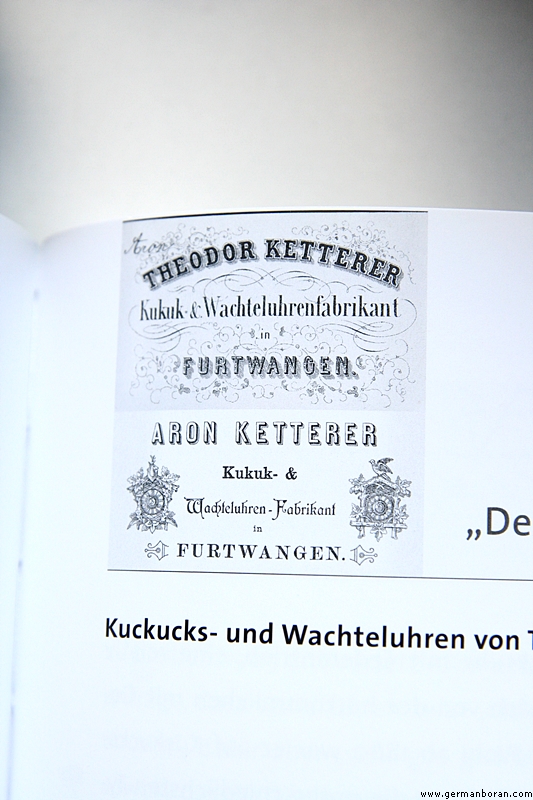 Aron
THEODOR KETTERER
Kukuk- & Wachteluhrenfabrikant
in
FURTWANGEN.
ARON KETTERER
Kukuk- &
Wachteluhren-Fabrikant
in
FURTWANGEN.
„De
Kuckucks- und Wachteluhren von T
www.germanboran.com